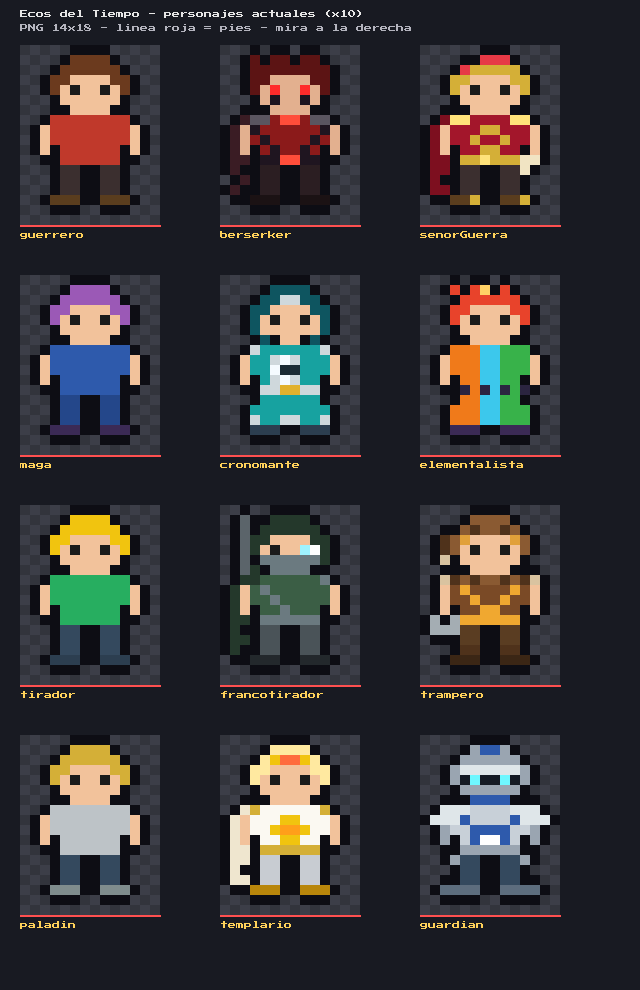 Ecos del Tiempo - personajes actuales (x10)
PNG 14x18 - linea roja = pies - mira a la derecha
guerrero berserker senorGuerra
maga cronomante elementalista
tirador francotirador trampero
paladin templario guardian